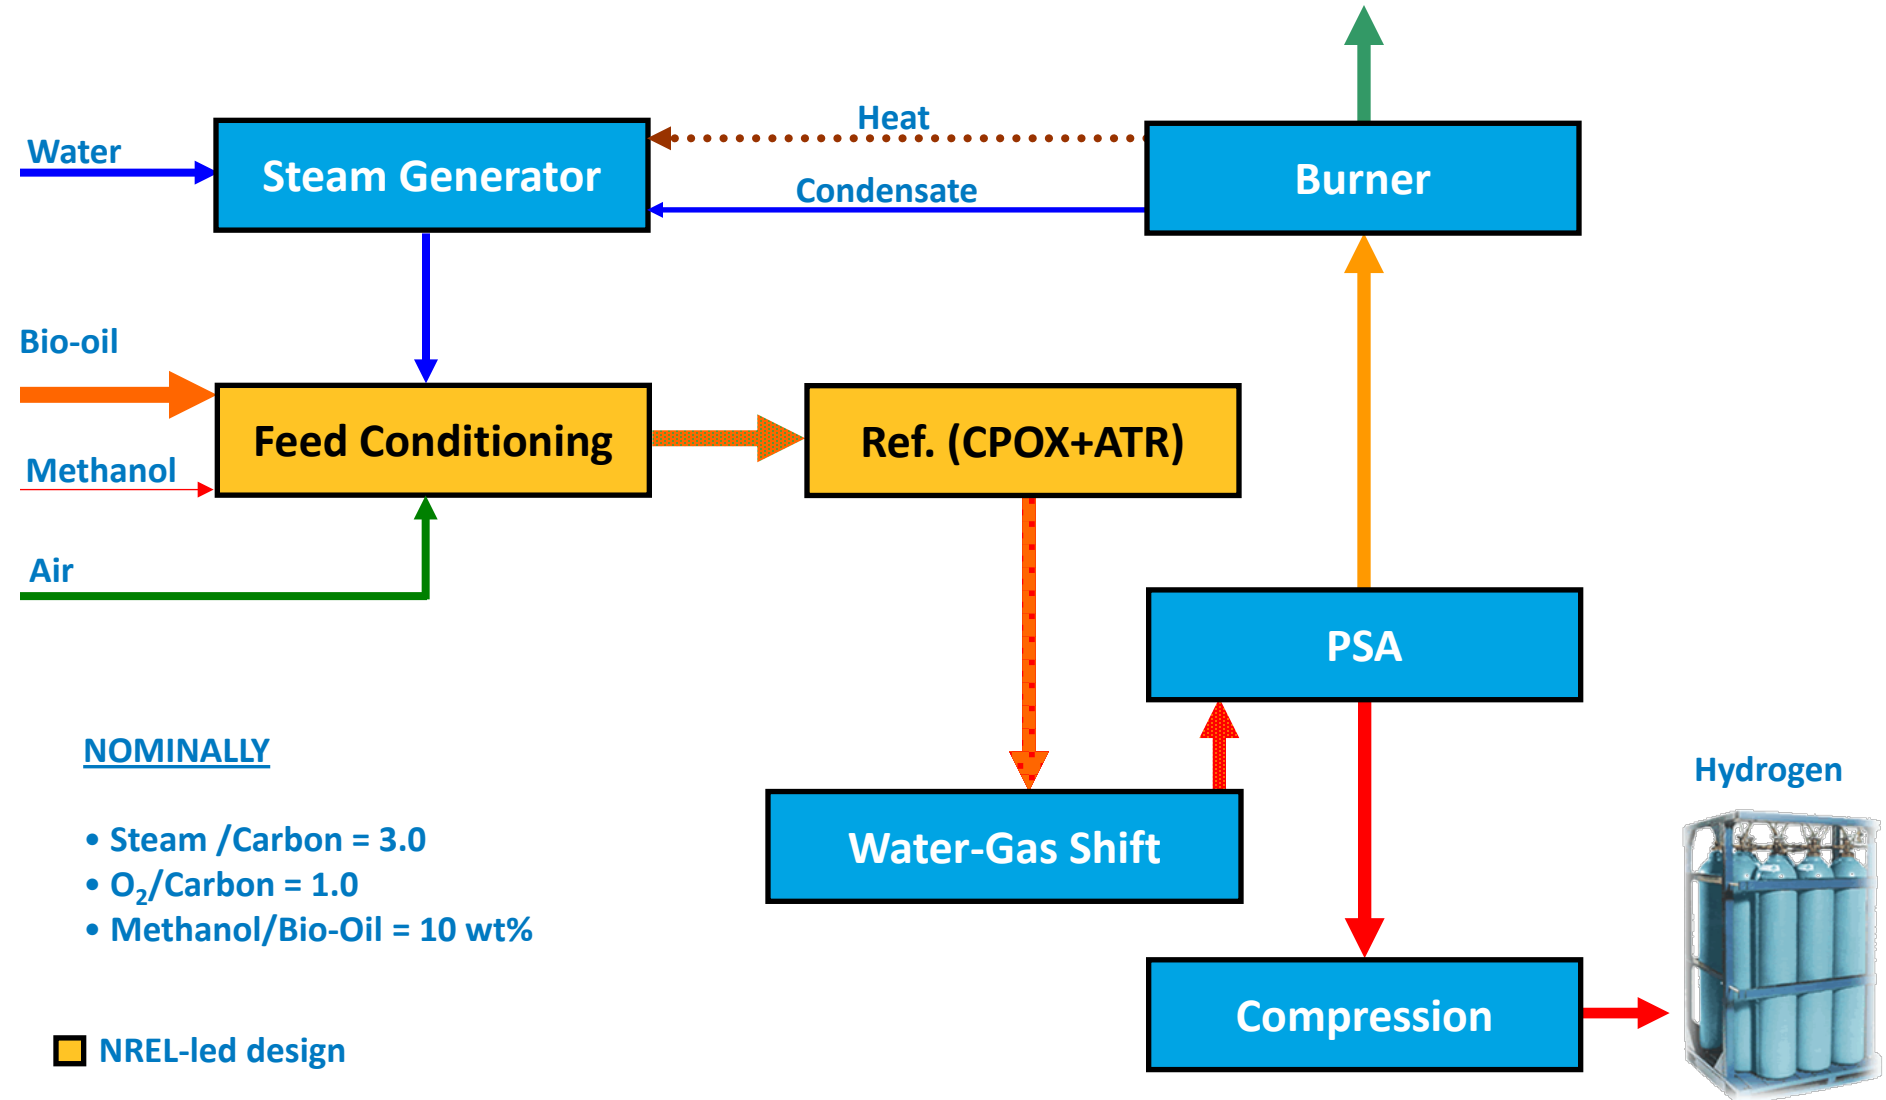 Heat
Water
Steam Generator
Burner
Condensate
Bio-oil
Feed Conditioning
Ref. (CPOX+ATR)
Methanol
Air
PSA
NOMINALLY
Hydrogen
• Steam /Carbon = 3.0
Water-Gas Shift
• O₂/Carbon = 1.0
• Methanol/Bio-Oil = 10 wt%
Compression
NREL-led design